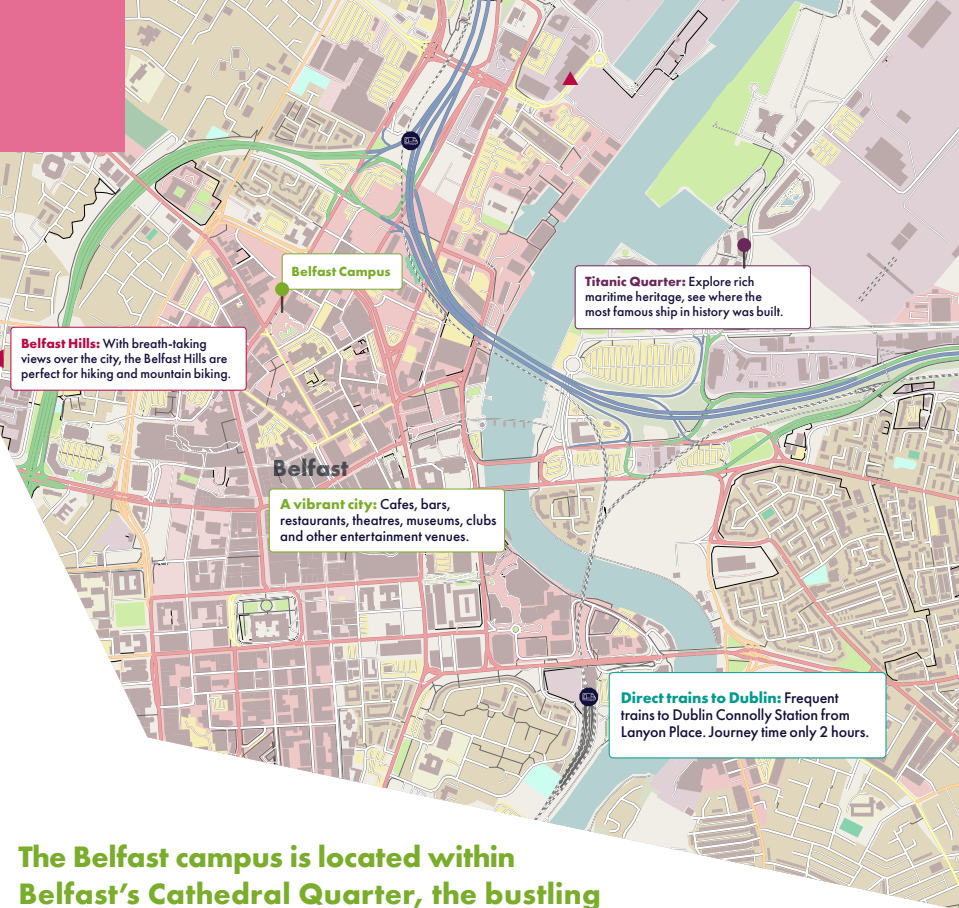 Belfast Campus
Titanic Quarter: Explore rich
maritime heritage, see where the
most famous ship in history was built.
Belfast Hills: With breath-taking
views over the city, the Belfast Hills are
perfect for hiking and mountain biking.
Belfast
A vibrant city: Cafes, bars,
restaurants, theatres, museums, clubs
and other entertainment venues.
Direct trains to Dublin: Frequent
trains to Dublin Connolly Station from
Lanyon Place. Journey time only 2 hours.
The Belfast campus is located within
Belfast's Cathedral Quarter, the bustling